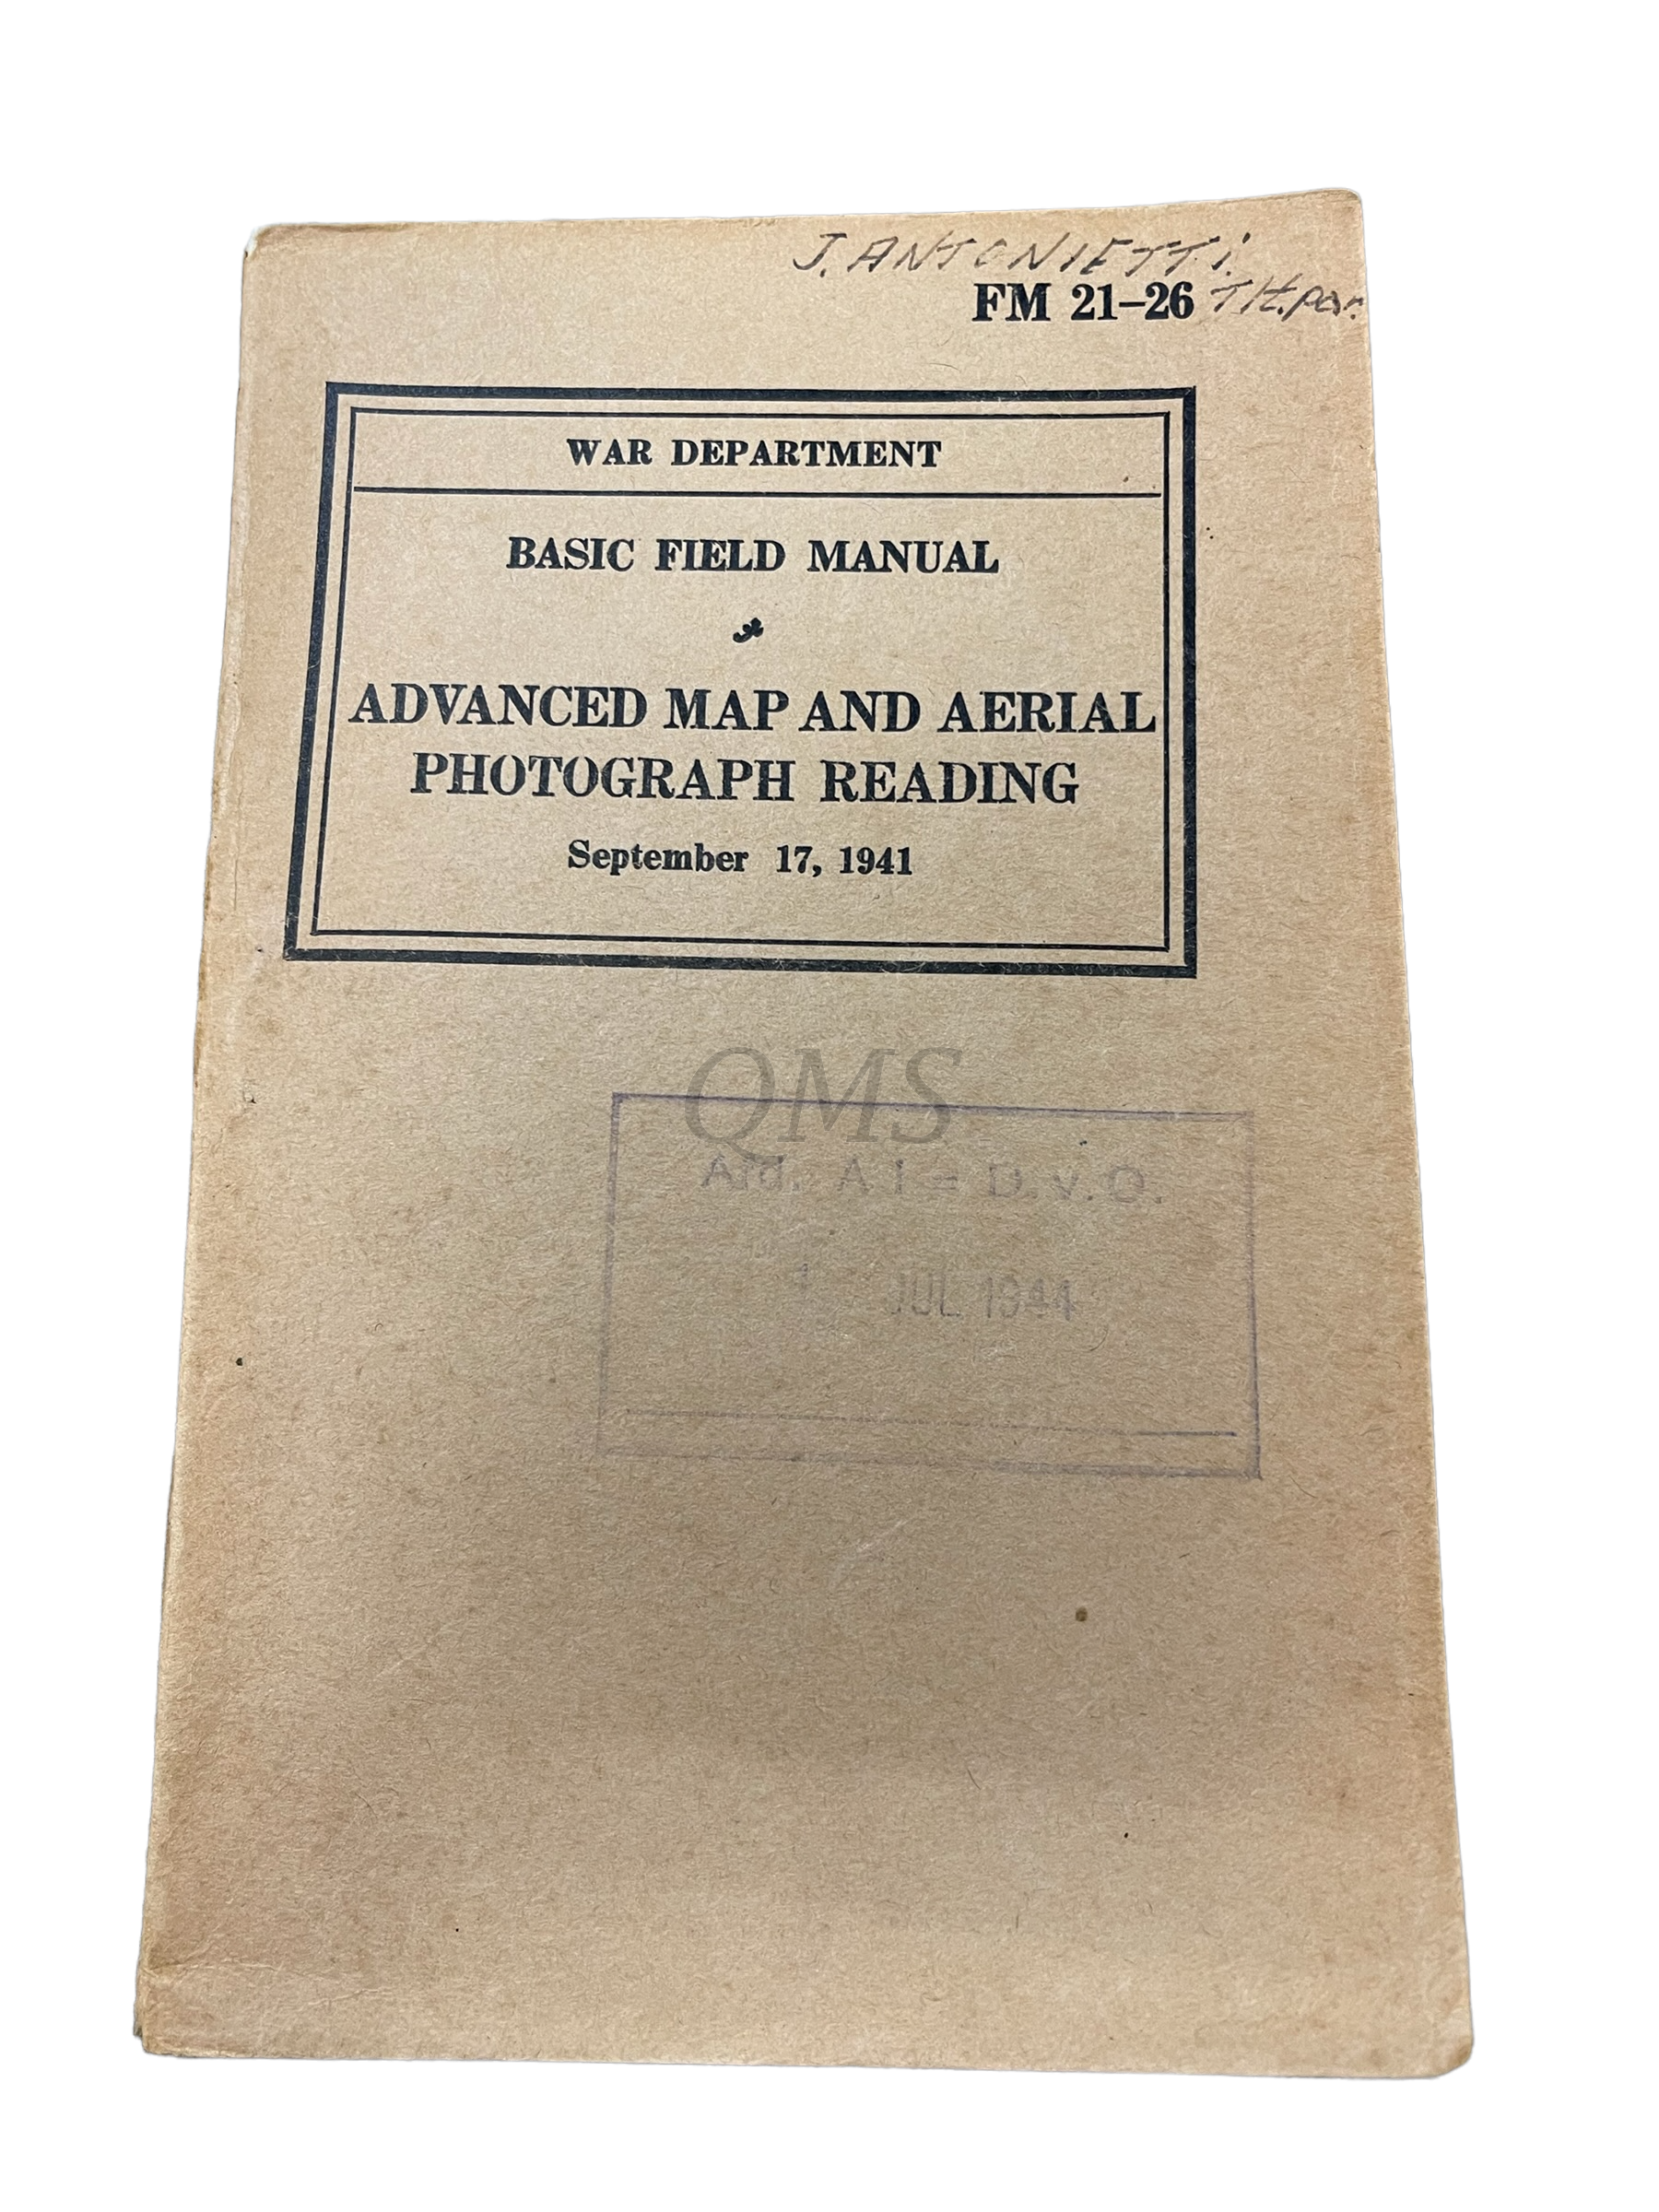 J. ANTONIETTI.
FM 21–26
WAR DEPARTMENT
BASIC FIELD MANUAL
ADVANCED MAP AND AERIAL
PHOTOGRAPH READING
September 17, 1941
QMS
A I = D.v.O.
JUL 1944